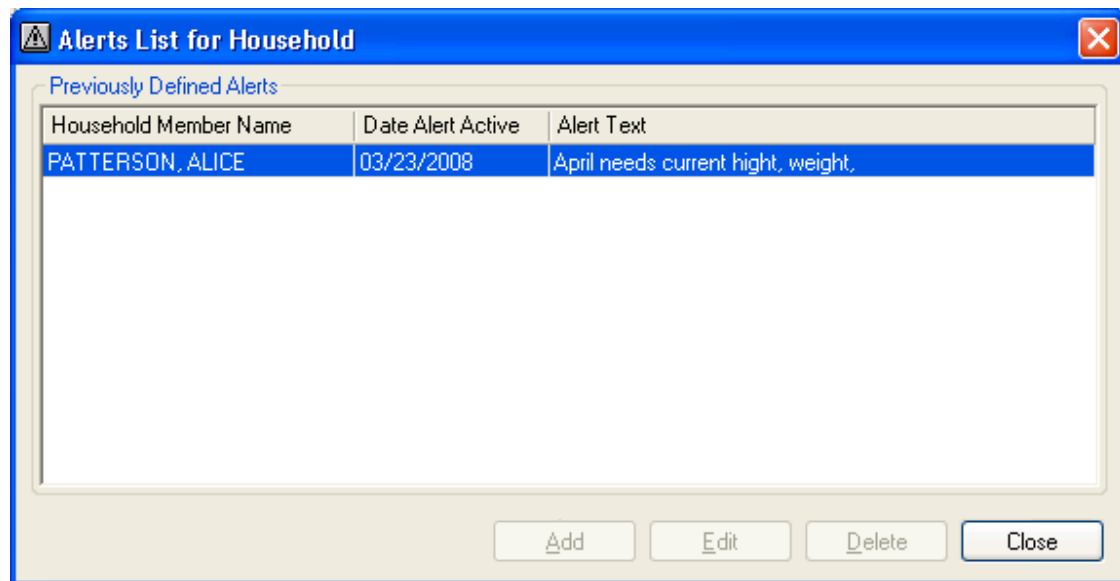 Alerts List for Household
Previously Defined Alerts
Household Member Name Date Alert Active Alert Text
PATTERSON, ALICE 03/23/2008 April needs current hight, weight,
Add Edit Delete Close